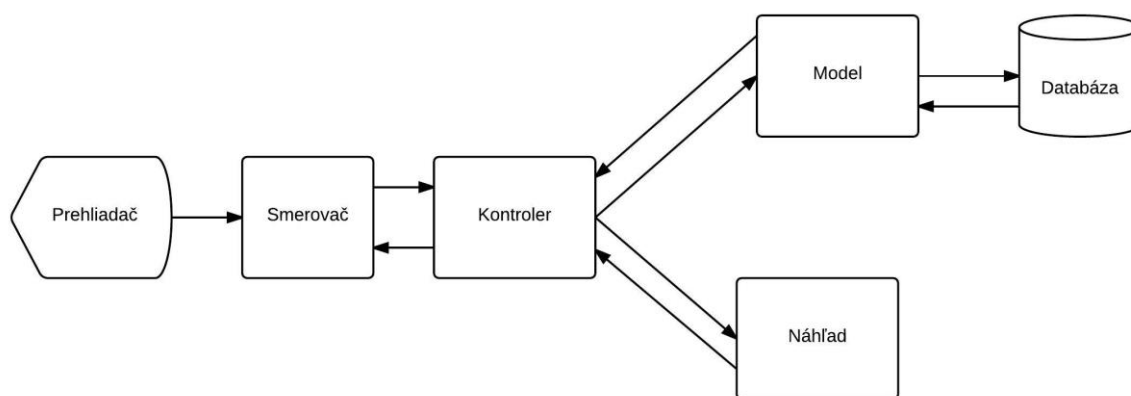 Prehliadač
Smerovač
Kontroler
Model
Databáza
Náhľad